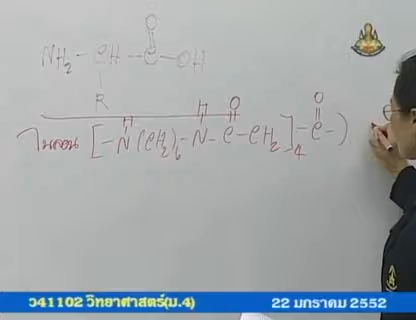 O
NH₂ - CH - C - OH
R
H H O O
ไนลอน [-N(CH₂)₆-N-C-CH₂]₄-C-)
ว41102 วิทยาศาสตร์(ม.4) 22 มกราคม 2552